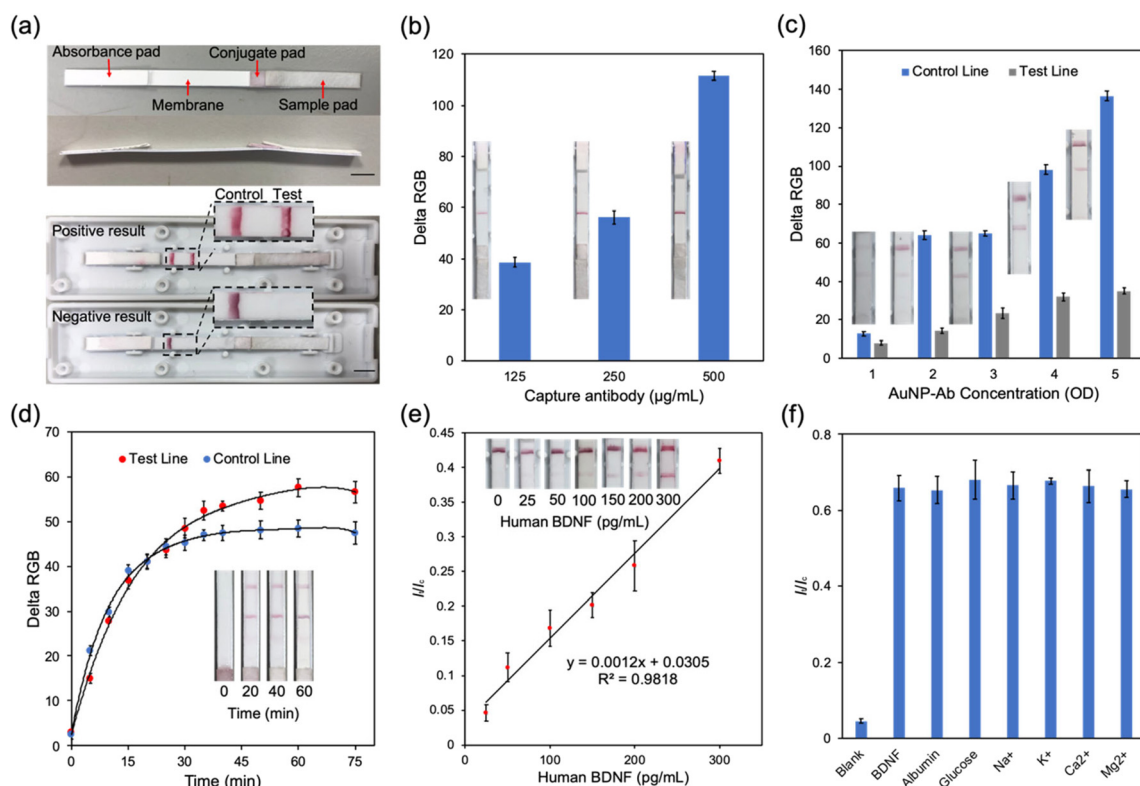 (a)
Absorbance pad
Conjugate pad
Membrane
Sample pad
Control Test
Positive result
Negative result
(b)
Delta RGB
140
120
100
80
60
40
20
0
125 250 500
Capture antibody (μg/mL)
(c)
Delta RGB
160
140
120
100
80
60
40
20
0
Control Line Test Line
1 2 3 4 5
AuNP-Ab Concentration (OD)
(d)
Delta RGB
70
60
50
40
30
20
10
0
Test Line Control Line
0 20 40 60
Time (min)
0 15 30 45 60 75
Time (min)
(e)
Iₜ/I꜀
0.45
0.4
0.35
0.3
0.25
0.2
0.15
0.1
0.05
0
0 25 50 100 150 200 300
Human BDNF (pg/mL)
y = 0.0012x + 0.0305
R² = 0.9818
0 100 200 300
Human BDNF (pg/mL)
(f)
Iₜ/I꜀
0.8
0.6
0.4
0.2
0
Blank
BDNF
Albumin
Glucose
Na+
K+
Ca2+
Mg2+